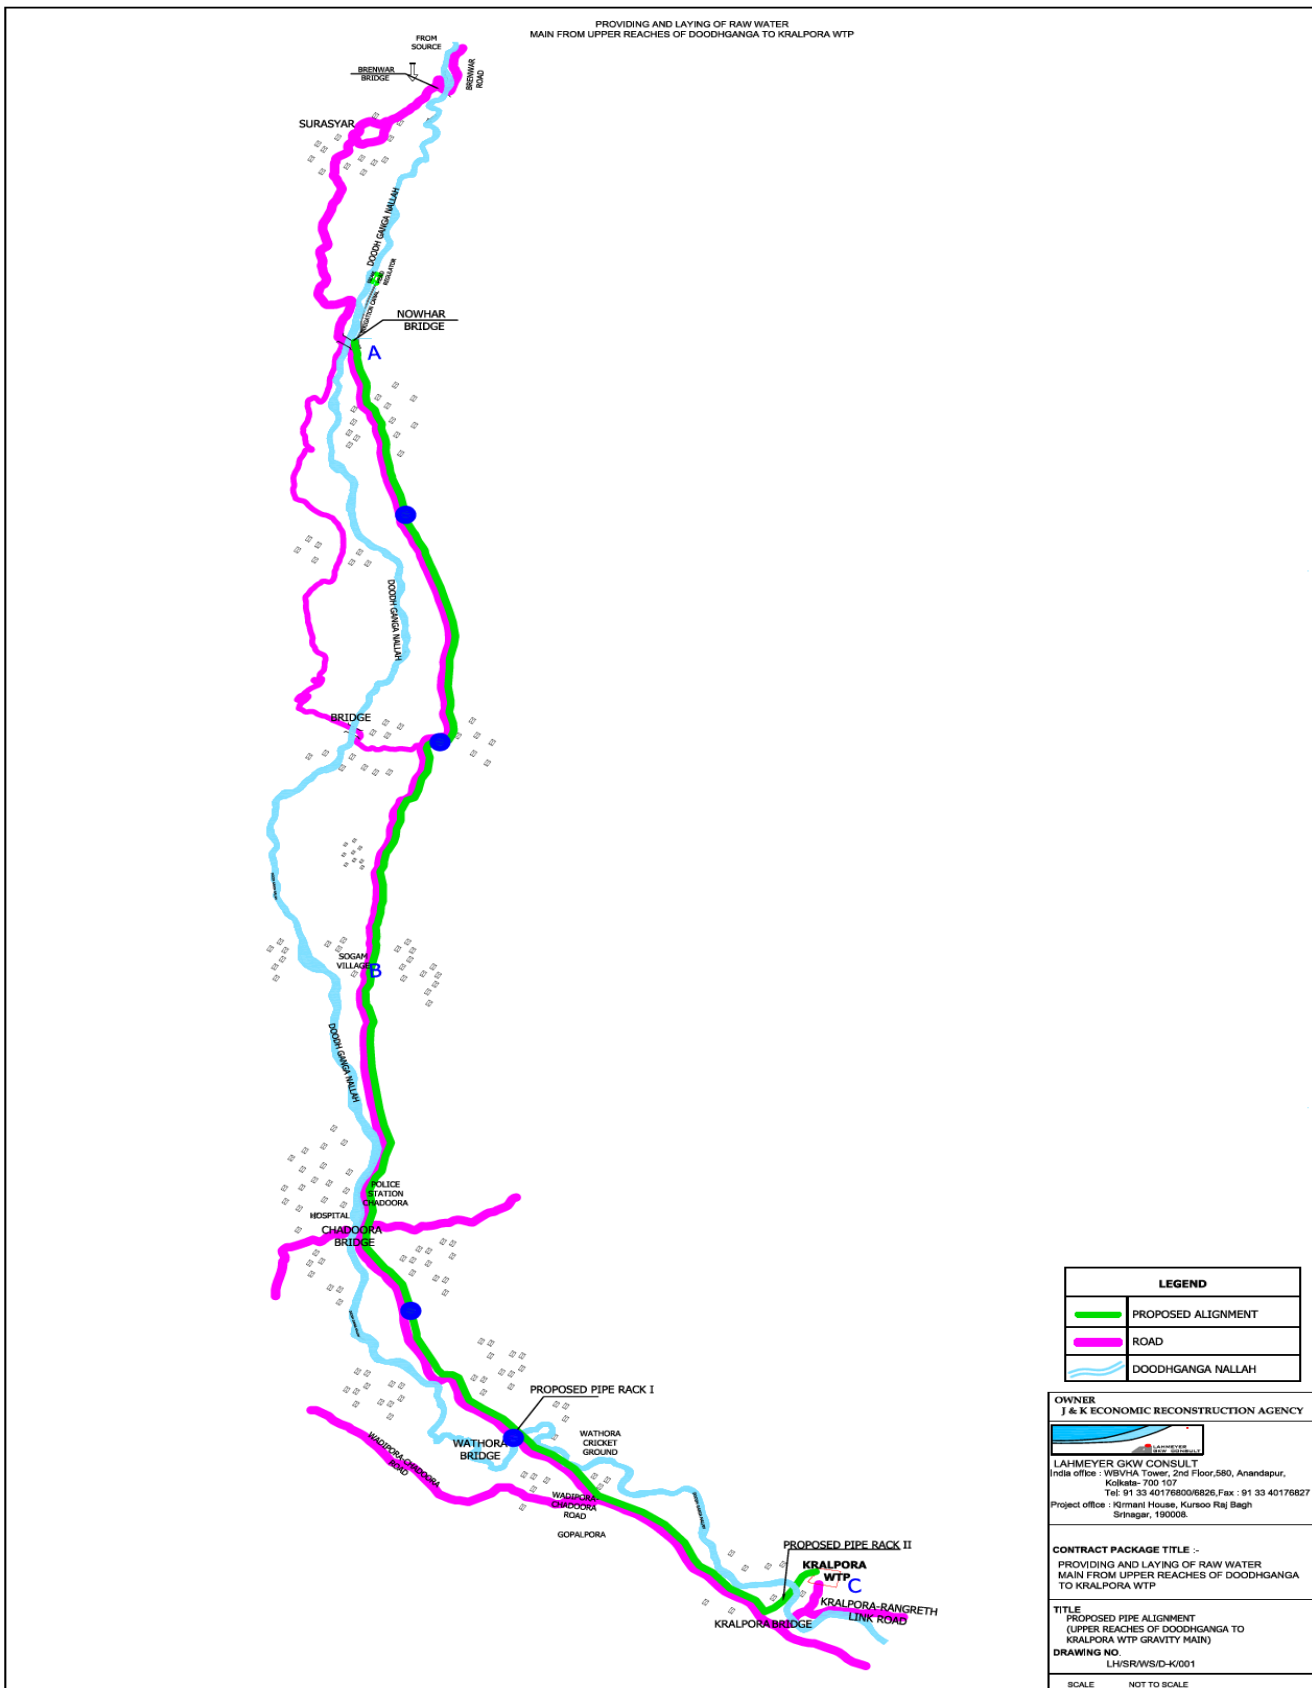 PROVIDING AND LAYING OF RAW WATER
MAIN FROM UPPER REACHES OF DOODHGANGA TO KRALPORA WTP
FROM
SOURCE
BRENWAR
BRIDGE
BRENWAR
ROAD
SURASYAR
DOODH GANGA NALLAH
REGULATOR
IRRIGATION CANAL
NOWHAR
BRIDGE
A
DOODH GANGA NALLAH
BRIDGE
SOGAM
VILLAGE
B
DOODH GANGA NALLAH
POLICE
STATION
CHADOORA
HOSPITAL
CHADOORA
BRIDGE
PROPOSED PIPE RACK I
WATHORA
BRIDGE
WATHORA
CRICKET
GROUND
WADIPORA-CHADOORA
ROAD
WADIPORA-
CHADOORA
ROAD
GOPALPORA
PROPOSED PIPE RACK II
KRALPORA
WTP
C
KRALPORA-RANGRETH
LINK ROAD
KRALPORA BRIDGE
LEGEND
PROPOSED ALIGNMENT
ROAD
DOODHGANGA NALLAH
OWNER
J & K ECONOMIC RECONSTRUCTION AGENCY
LAHMEYER
GKW CONSULT
LAHMEYER GKW CONSULT
India office : WBVHA Tower, 2nd Floor,580, Anandapur,
Kolkata- 700 107
Tel: 91 33 40176800/6826,Fax : 91 33 40176827
Project office : Kirmani House, Kursoo Raj Bagh
Srinagar, 190008.
CONTRACT PACKAGE TITLE :-
PROVIDING AND LAYING OF RAW WATER
MAIN FROM UPPER REACHES OF DOODHGANGA
TO KRALPORA WTP
TITLE
PROPOSED PIPE ALIGNMENT
(UPPER REACHES OF DOODHGANGA TO
KRALPORA WTP GRAVITY MAIN)
DRAWING NO.
LH/SR/WS/D-K/001
SCALE NOT TO SCALE